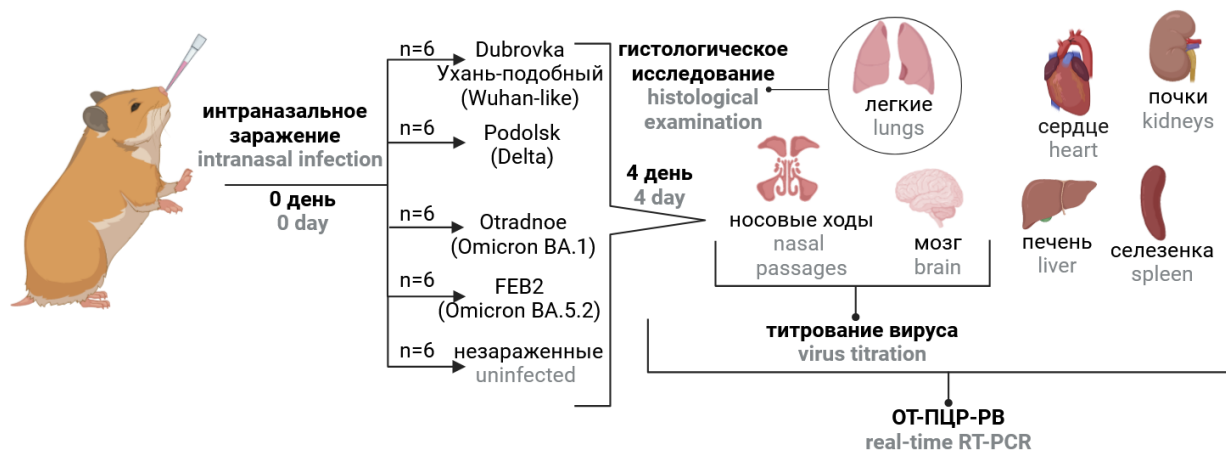 интраназальное
заражение
intranasal infection
0 день
0 day
n=6
Dubrovka
Ухань-подобный
(Wuhan-like)
n=6
Podolsk
(Delta)
n=6
Otradnoe
(Omicron BA.1)
n=6
FEB2
(Omicron BA.5.2)
n=6
незараженные
uninfected
4 день
4 day
гистологическое
исследование
histological
examination
легкие
lungs
носовые ходы
nasal
passages
мозг
brain
сердце
heart
почки
kidneys
печень
liver
селезенка
spleen
титрование вируса
virus titration
ОТ-ПЦР-РВ
real-time RT-PCR